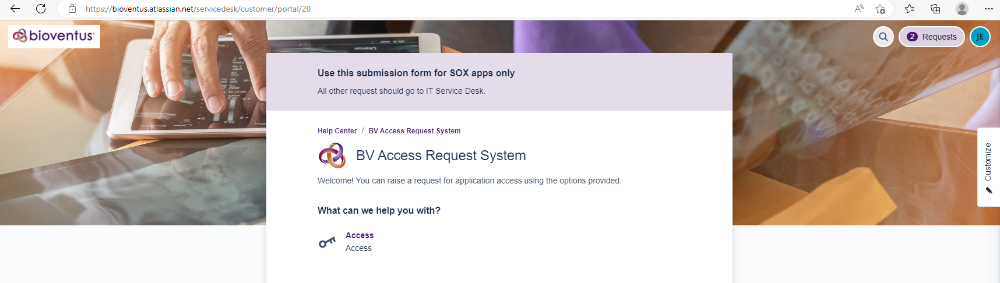 https://bioventus.atlassian.net/servicedesk/customer/portal/20
bioventus
2 Requests
JE
Use this submission form for SOX apps only
All other request should go to IT Service Desk.
Help Center / BV Access Request System
BV Access Request System
Welcome! You can raise a request for application access using the options provided.
What can we help you with?
Access
Access
Customize